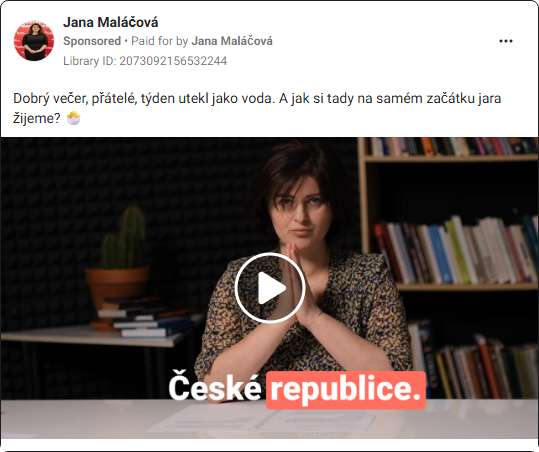 Jana Maláčová
Sponsored • Paid for by Jana Maláčová
Library ID: 2073092156532244
Dobrý večer, přátelé, týden utekl jako voda. A jak si tady na samém začátku jara
žijeme? 🐣
České republice.